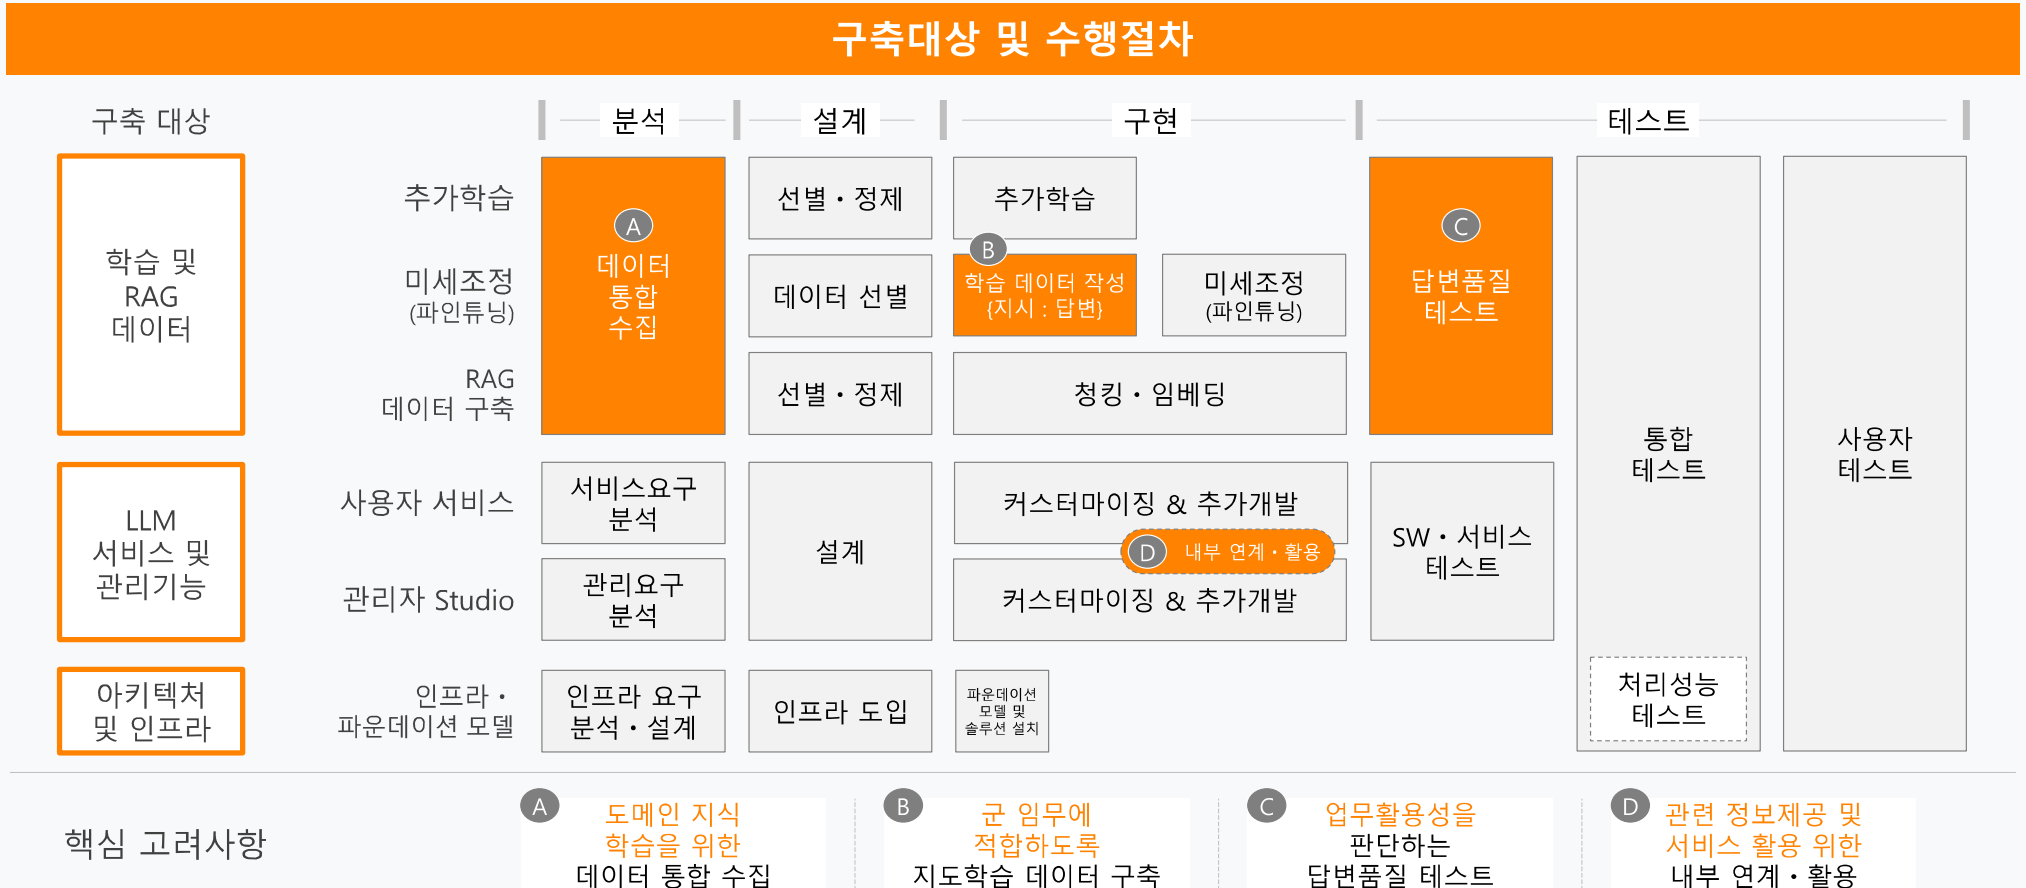 구축대상 및 수행절차
구축 대상
분석
설계
구현
테스트
학습 및
RAG
데이터
추가학습
미세조정
(파인튜닝)
RAG
데이터 구축
A
데이터
통합
수집
선별・정제
데이터 선별
선별・정제
추가학습
B
학습 데이터 작성
{지시 : 답변}
미세조정
(파인튜닝)
청킹・임베딩
C
답변품질
테스트
통합
테스트
사용자
테스트
LLM
서비스 및
관리기능
사용자 서비스
관리자 Studio
서비스요구
분석
관리요구
분석
설계
커스터마이징 & 추가개발
D 내부 연계・활용
커스터마이징 & 추가개발
SW・서비스
테스트
처리성능
테스트
아키텍처
및 인프라
인프라・
파운데이션 모델
인프라 요구
분석・설계
인프라 도입
파운데이션
모델 및
솔루션 설치
핵심 고려사항
A
도메인 지식
학습을 위한
데이터 통합 수집
B
군 임무에
적합하도록
지도학습 데이터 구축
C
업무활용성을
판단하는
답변품질 테스트
D
관련 정보제공 및
서비스 활용 위한
내부 연계・활용